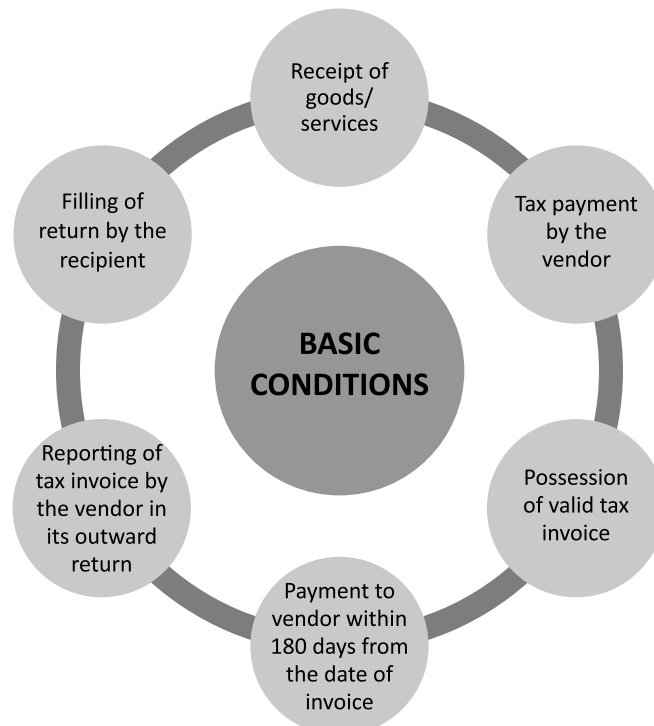 Receipt of
goods/
services
Tax payment
by the
vendor
Possession
of valid tax
invoice
Payment to
vendor within
180 days from
the date of
invoice
Reporting of
tax invoice by
the vendor in
its outward
return
Filling of
return by the
recipient
BASIC
CONDITIONS